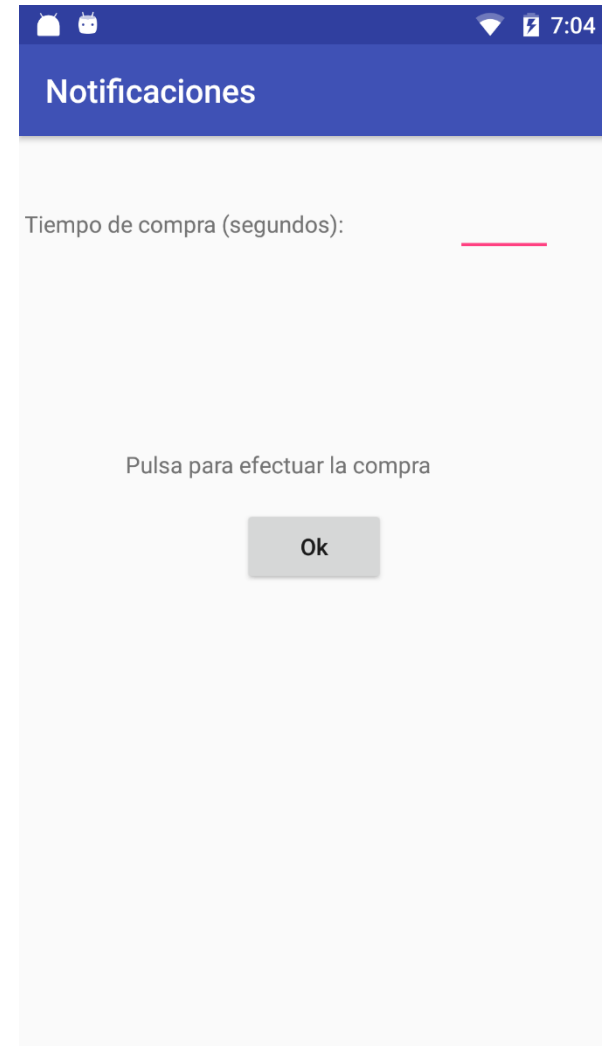 7:04
Notificaciones
Tiempo de compra (segundos):
Pulsa para efectuar la compra
Ok